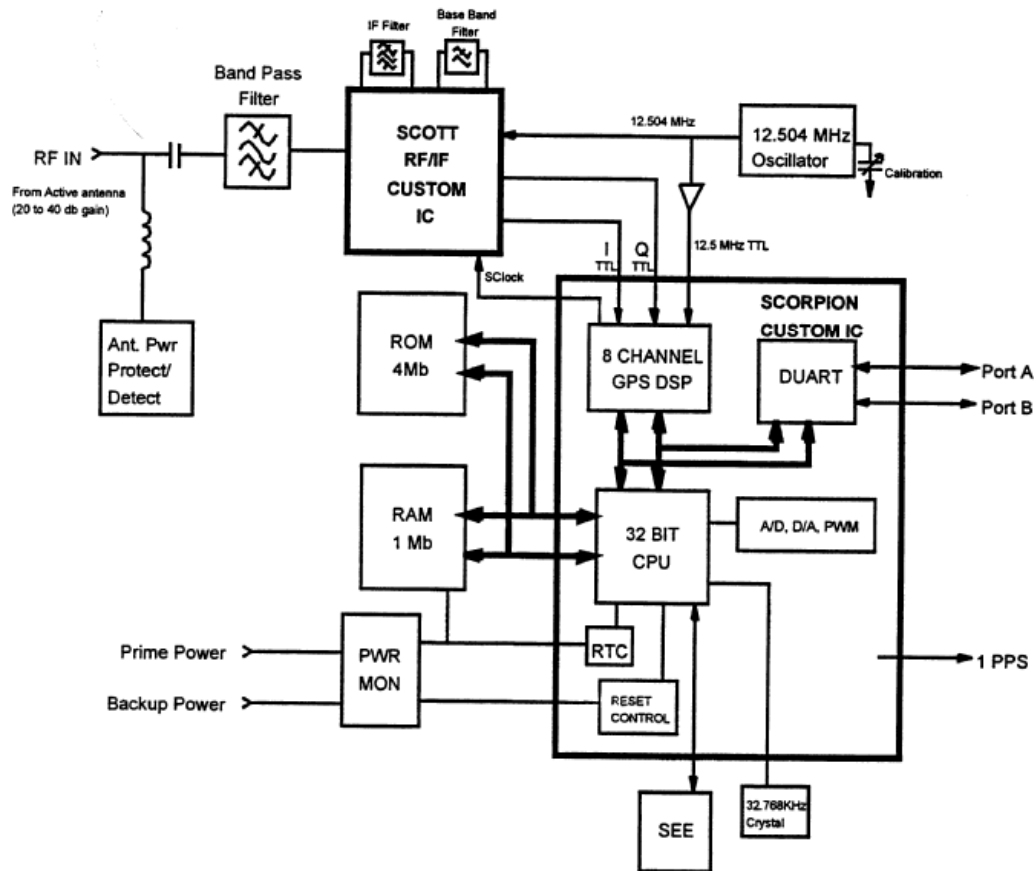 IF Filter
Base Band
Filter
Band Pass
Filter
SCOTT
RF/IF
CUSTOM
IC
12.504 MHz
12.504 MHz
Oscillator
Calibration
RF IN
From Active antenna
(20 to 40 db gain)
I
TTL
Q
TTL
12.5 MHz TTL
SClock
SCORPION
CUSTOM IC
Ant. Pwr
Protect/
Detect
ROM
4Mb
8 CHANNEL
GPS DSP
DUART
Port A
Port B
RAM
1 Mb
32 BIT
CPU
A/D, D/A, PWM
Prime Power
Backup Power
PWR
MON
RTC
RESET
CONTROL
1 PPS
SEE
32.768KHz
Crystal